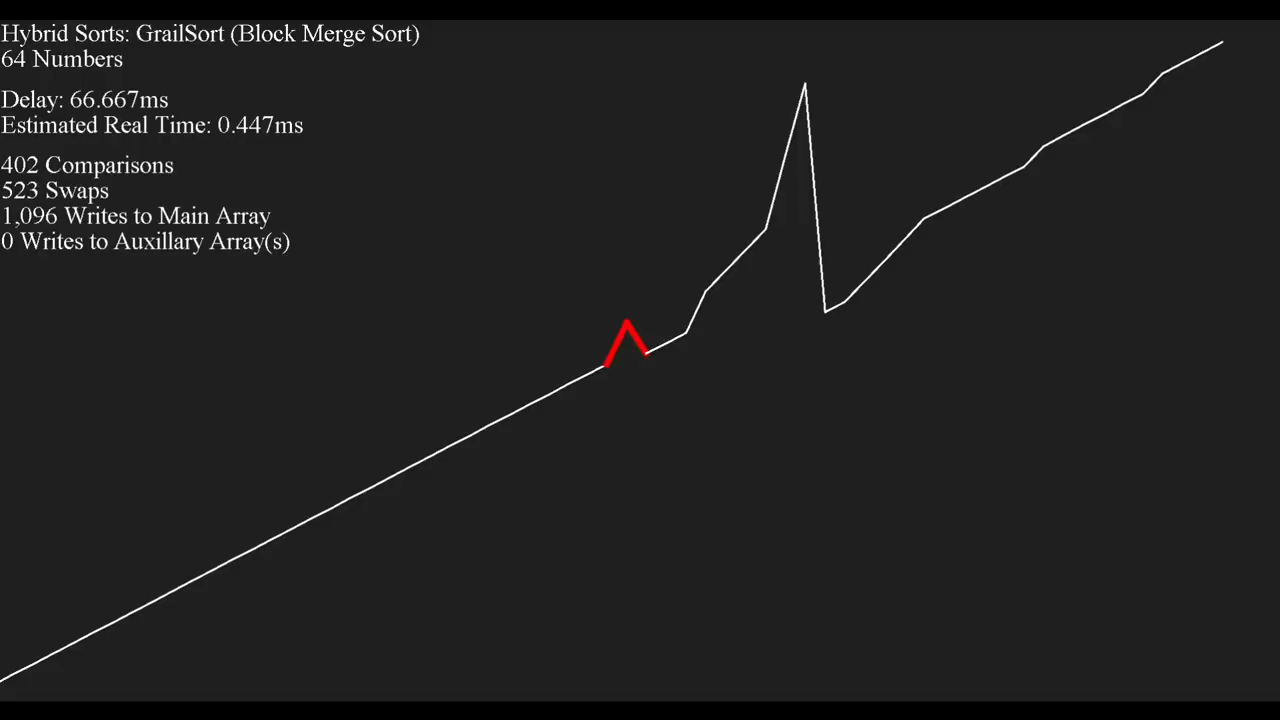 Hybrid Sorts: GrailSort (Block Merge Sort)
64 Numbers
Delay: 66.667ms
Estimated Real Time: 0.447ms
402 Comparisons
523 Swaps
1,096 Writes to Main Array
0 Writes to Auxillary Array(s)